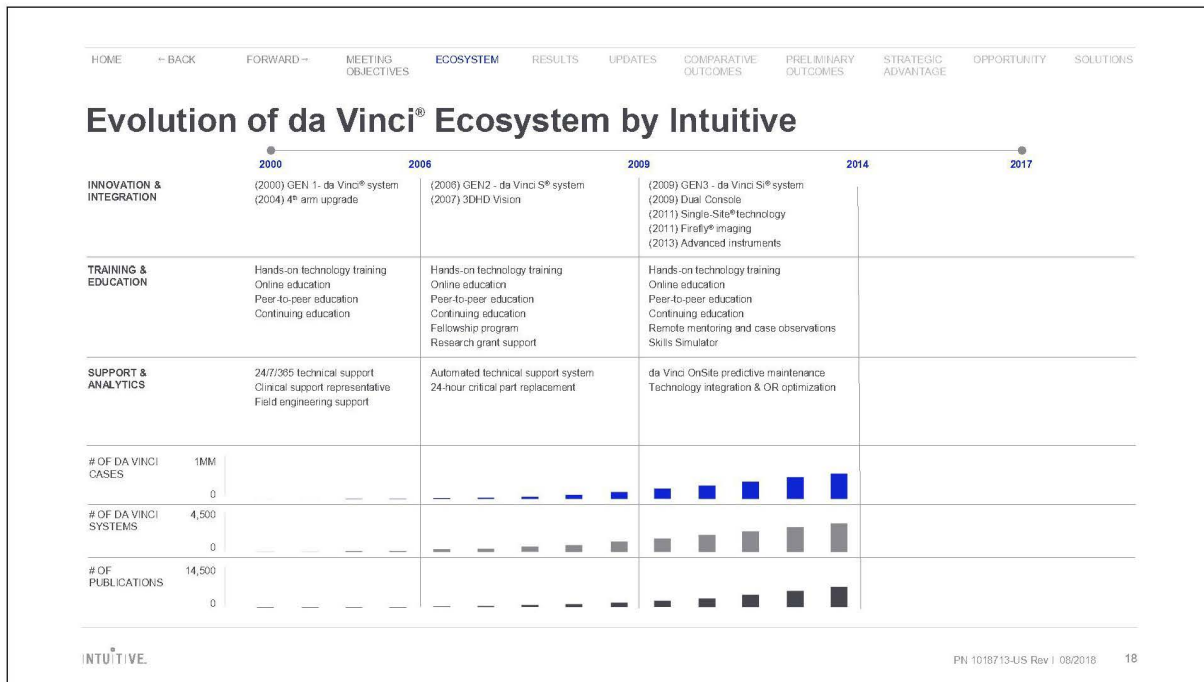 HOME ←BACK FORWARD→ MEETING OBJECTIVES ECOSYSTEM RESULTS UPDATES COMPARATIVE OUTCOMES PRELIMINARY OUTCOMES STRATEGIC ADVANTAGE OPPORTUNITY SOLUTIONS
Evolution of da Vinci® Ecosystem by Intuitive
2000 2006 2009 2014 2017
INNOVATION &
INTEGRATION
(2000) GEN 1- da Vinci® system
(2004) 4th arm upgrade
(2006) GEN2 - da Vinci S® system
(2007) 3DHD Vision
(2009) GEN3 - da Vinci Si® system
(2009) Dual Console
(2011) Single-Site® technology
(2011) Firefly® imaging
(2013) Advanced instruments
TRAINING &
EDUCATION
Hands-on technology training
Online education
Peer-to-peer education
Continuing education
Hands-on technology training
Online education
Peer-to-peer education
Continuing education
Fellowship program
Research grant support
Hands-on technology training
Online education
Peer-to-peer education
Continuing education
Remote mentoring and case observations
Skills Simulator
SUPPORT &
ANALYTICS
24/7/365 technical support
Clinical support representative
Field engineering support
Automated technical support system
24-hour critical part replacement
da Vinci OnSite predictive maintenance
Technology integration & OR optimization
# OF DA VINCI
CASES
1MM
0
# OF DA VINCI
SYSTEMS
4,500
0
# OF
PUBLICATIONS
14,500
0
INTUITIVE.
PN 1018713-US Rev I 08/2018 18